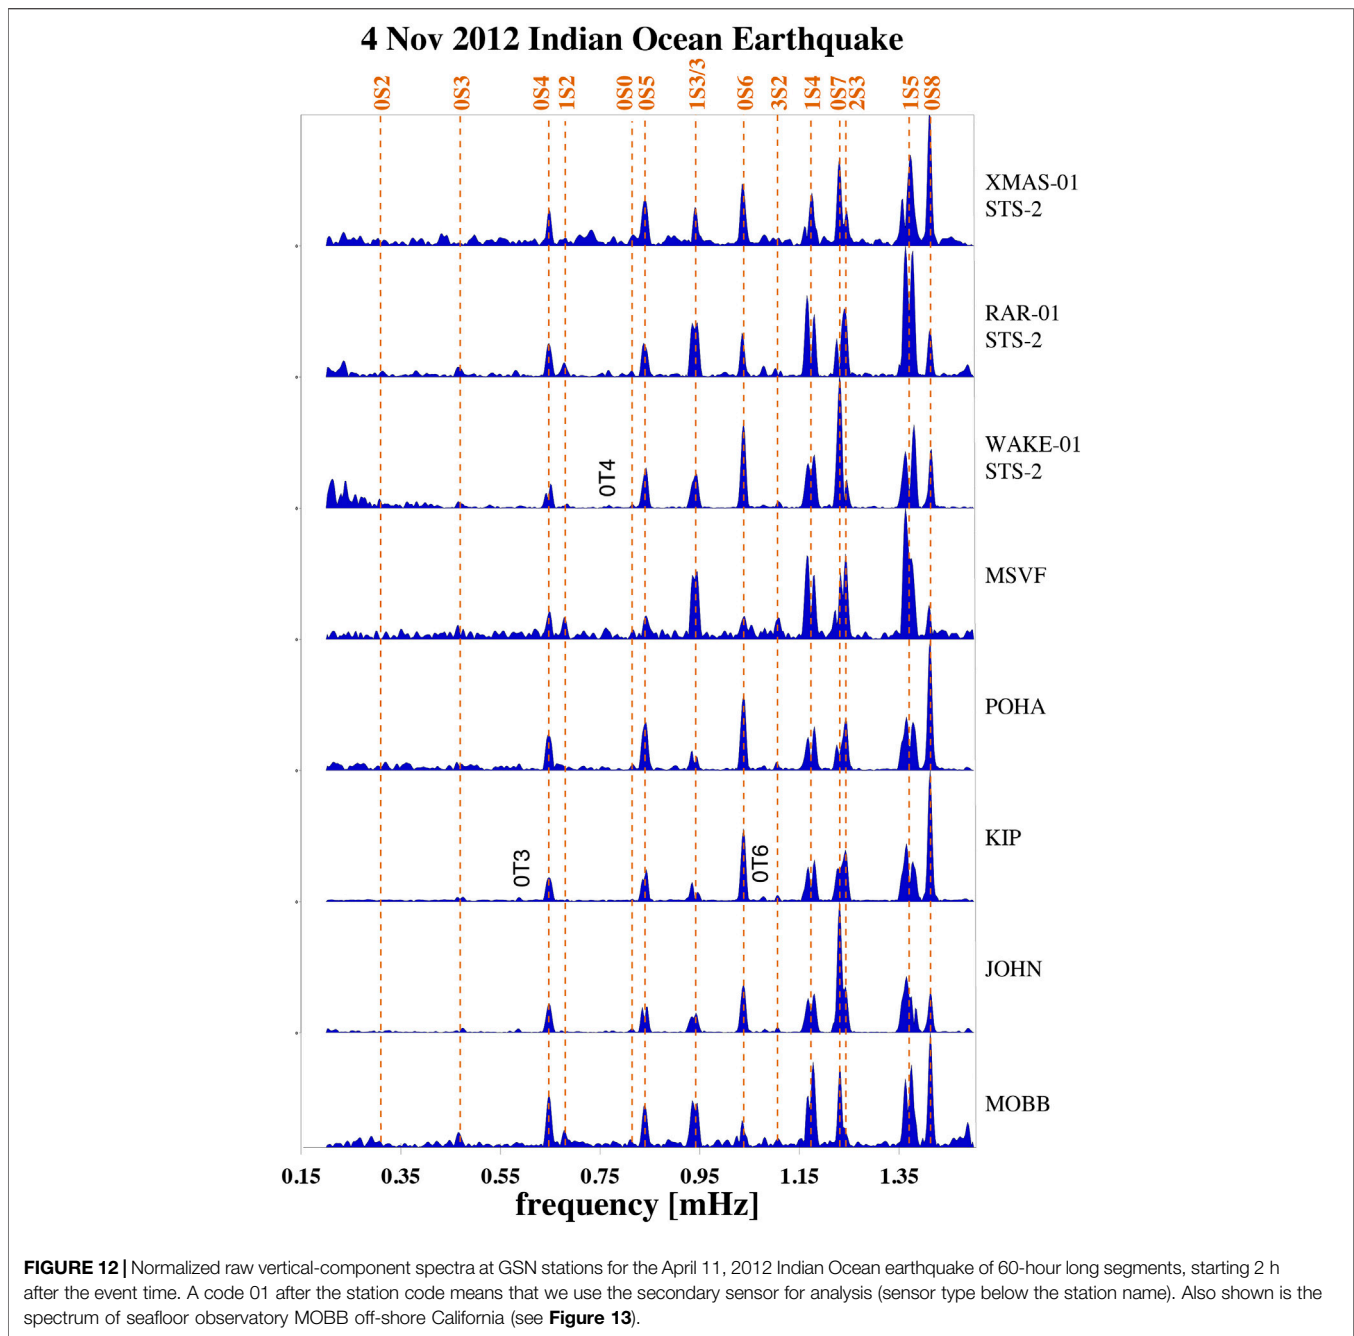 4 Nov 2012 Indian Ocean Earthquake
0S2 0S3 0S4 1S2 0S0 0S5 1S3/3 0S6 3S2 1S4 0S7 2S3 1S5 0S8
XMAS-01
STS-2
RAR-01
STS-2
WAKE-01
STS-2
0T4
MSVF
POHA
KIP
0T3 0T6
JOHN
MOBB
0.15 0.35 0.55 0.75 0.95 1.15 1.35
frequency [mHz]
FIGURE 12 | Normalized raw vertical-component spectra at GSN stations for the April 11, 2012 Indian Ocean earthquake of 60-hour long segments, starting 2 h
after the event time. A code 01 after the station code means that we use the secondary sensor for analysis (sensor type below the station name). Also shown is the
spectrum of seafloor observatory MOBB off-shore California (see Figure 13).